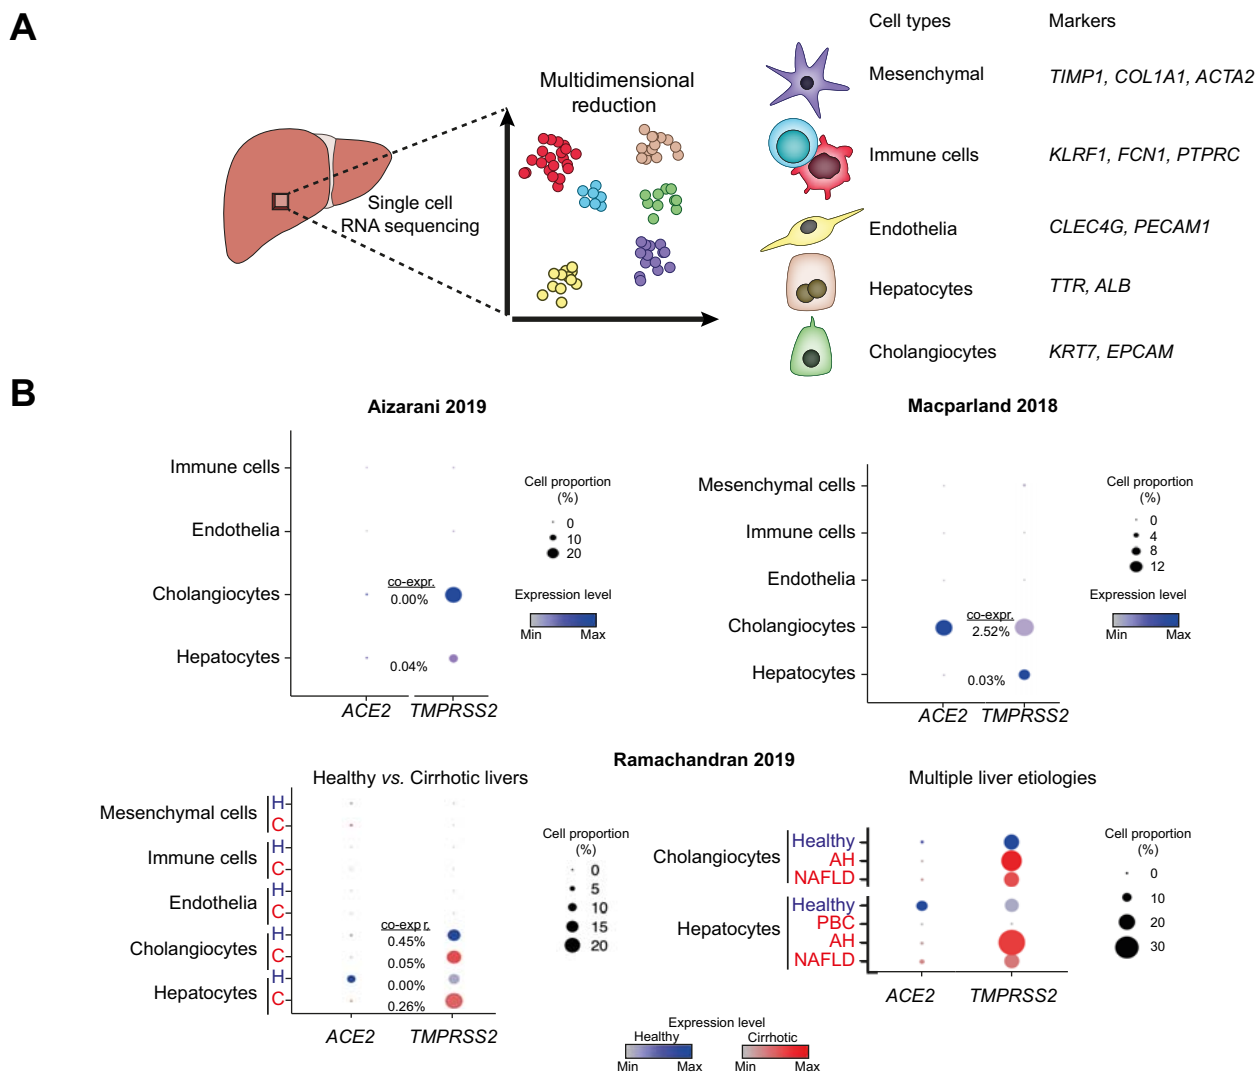 A
Cell types
Markers
Multidimensional
reduction
Single cell
RNA sequencing
Mesenchymal
TIMP1, COL1A1, ACTA2
Immune cells
KLRF1, FCN1, PTPRC
Endothelia
CLEC4G, PECAM1
Hepatocytes
TTR, ALB
Cholangiocytes
KRT7, EPCAM
B
Aizarani 2019
Immune cells
Endothelia
Cholangiocytes
Hepatocytes
co-expr.
0.00%
0.04%
ACE2
TMPRSS2
Cell proportion
(%)
0
10
20
Expression level
Min
Max
Macparland 2018
Mesenchymal cells
Immune cells
Endothelia
Cholangiocytes
Hepatocytes
co-expr.
2.52%
0.03%
ACE2
TMPRSS2
Cell proportion
(%)
0
4
8
12
Expression level
Min
Max
Ramachandran 2019
Healthy vs. Cirrhotic livers
Mesenchymal cells
H
C
Immune cells
H
C
Endothelia
H
C
Cholangiocytes
H
C
Hepatocytes
H
C
co-expr.
0.45%
0.05%
0.00%
0.26%
ACE2
TMPRSS2
Cell proportion
(%)
0
5
10
15
20
Multiple liver etiologies
Cholangiocytes
Healthy
AH
NAFLD
Hepatocytes
Healthy
PBC
AH
NAFLD
ACE2
TMPRSS2
Cell proportion
(%)
0
10
20
30
Expression level
Healthy
Cirrhotic
Min
Max
Min
Max